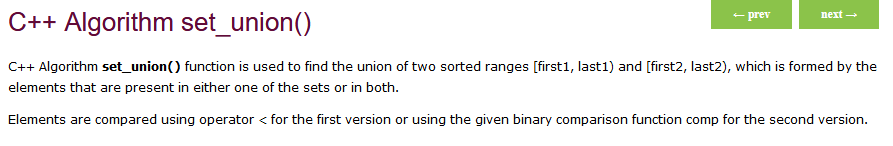 C++ Algorithm set_union()
← prev
next →
C++ Algorithm set_union() function is used to find the union of two sorted ranges [first1, last1) and [first2, last2), which is formed by the
elements that are present in either one of the sets or in both.
Elements are compared using operator < for the first version or using the given binary comparison function comp for the second version.